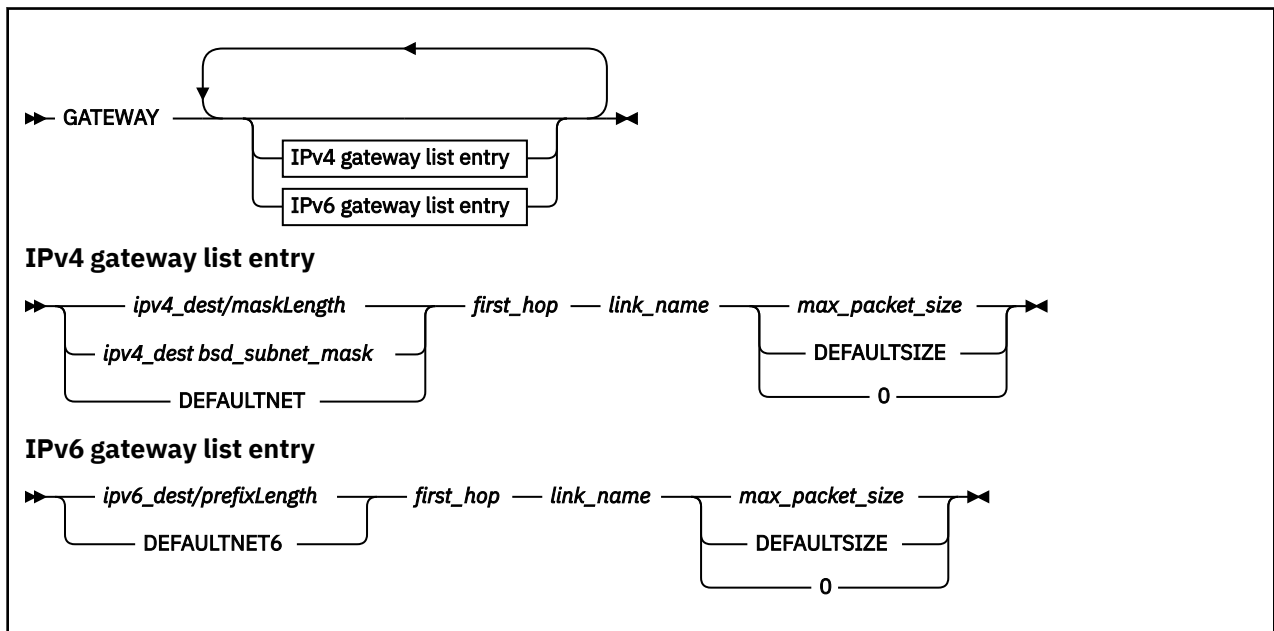 GATEWAY
IPv4 gateway list entry
IPv6 gateway list entry
IPv4 gateway list entry
ipv4_dest/maskLength first_hop link_name max_packet_size
ipv4_dest bsd_subnet_mask DEFAULTSIZE
DEFAULTNET 0
IPv6 gateway list entry
ipv6_dest/prefixLength first_hop link_name max_packet_size
DEFAULTNET6 DEFAULTSIZE
0